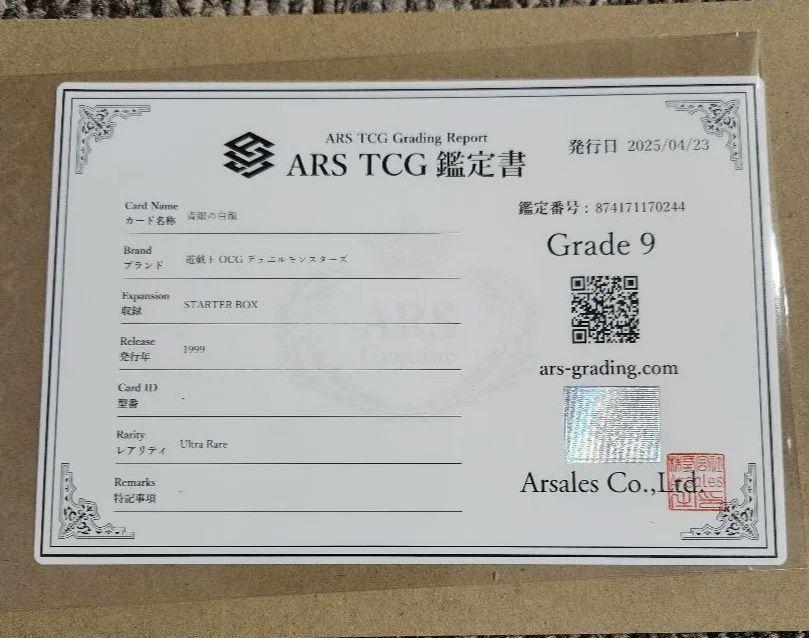 ARS TCG Grading Report
ARS TCG 鑑定書
発行日 2025/04/23
Card Name
カード名称 青眼の白龍
鑑定番号：874171170244
Grade 9
Brand
ブランド 遊戯王 OCG デュエルモンスターズ
Expansion
収録 STARTER BOX
Release
発行年 1999
Card ID
型番 -
Rarity
レアリティ Ultra Rare
Remarks
特記事項 -
ars-grading.com
Arsales Co.,Ltd.
ARS
Genuine